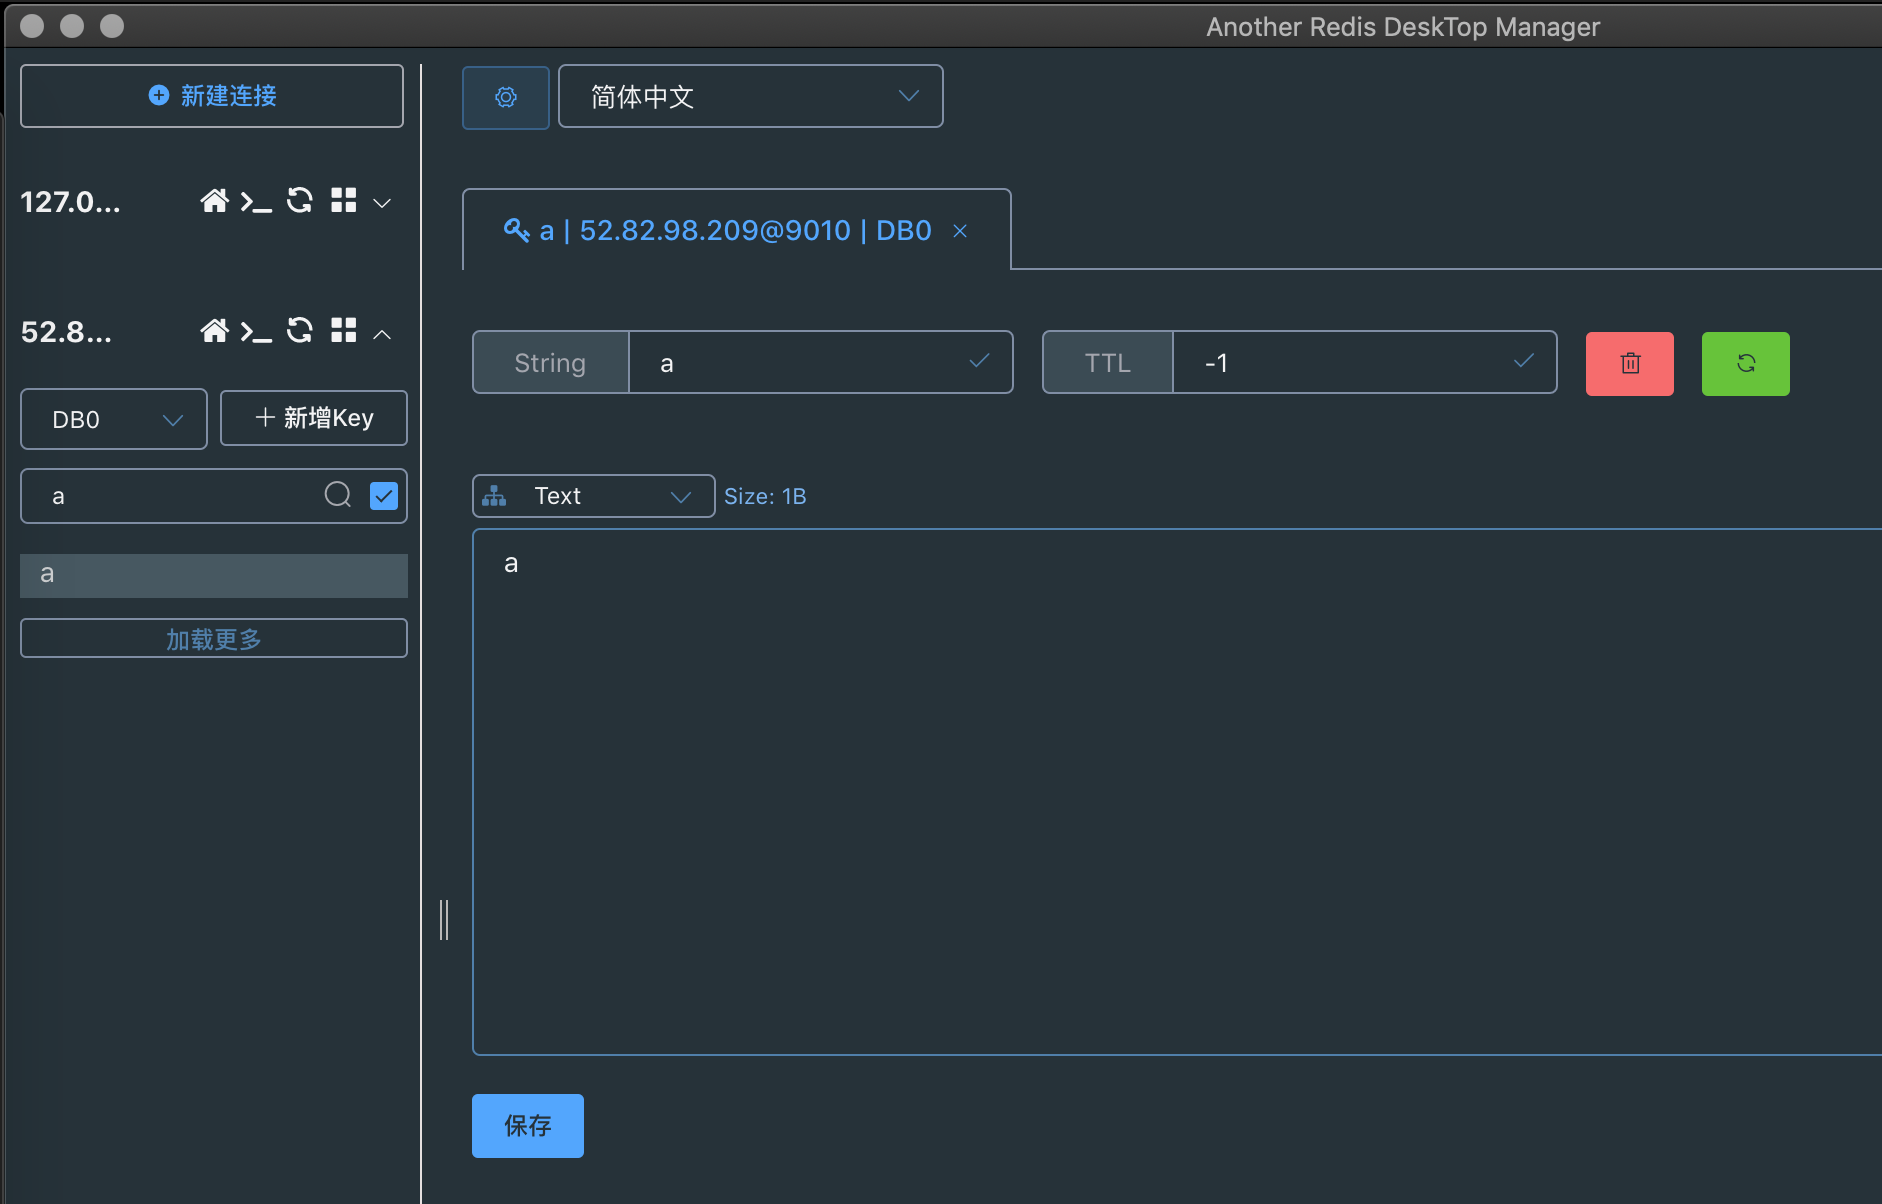 Another Redis DeskTop Manager
新建连接
简体中文
127.0...
a | 52.82.98.209@9010 | DB0
52.8...
String
a
TTL
-1
DB0
新增Key
a
Text
Size: 1B
a
a
加载更多
保存